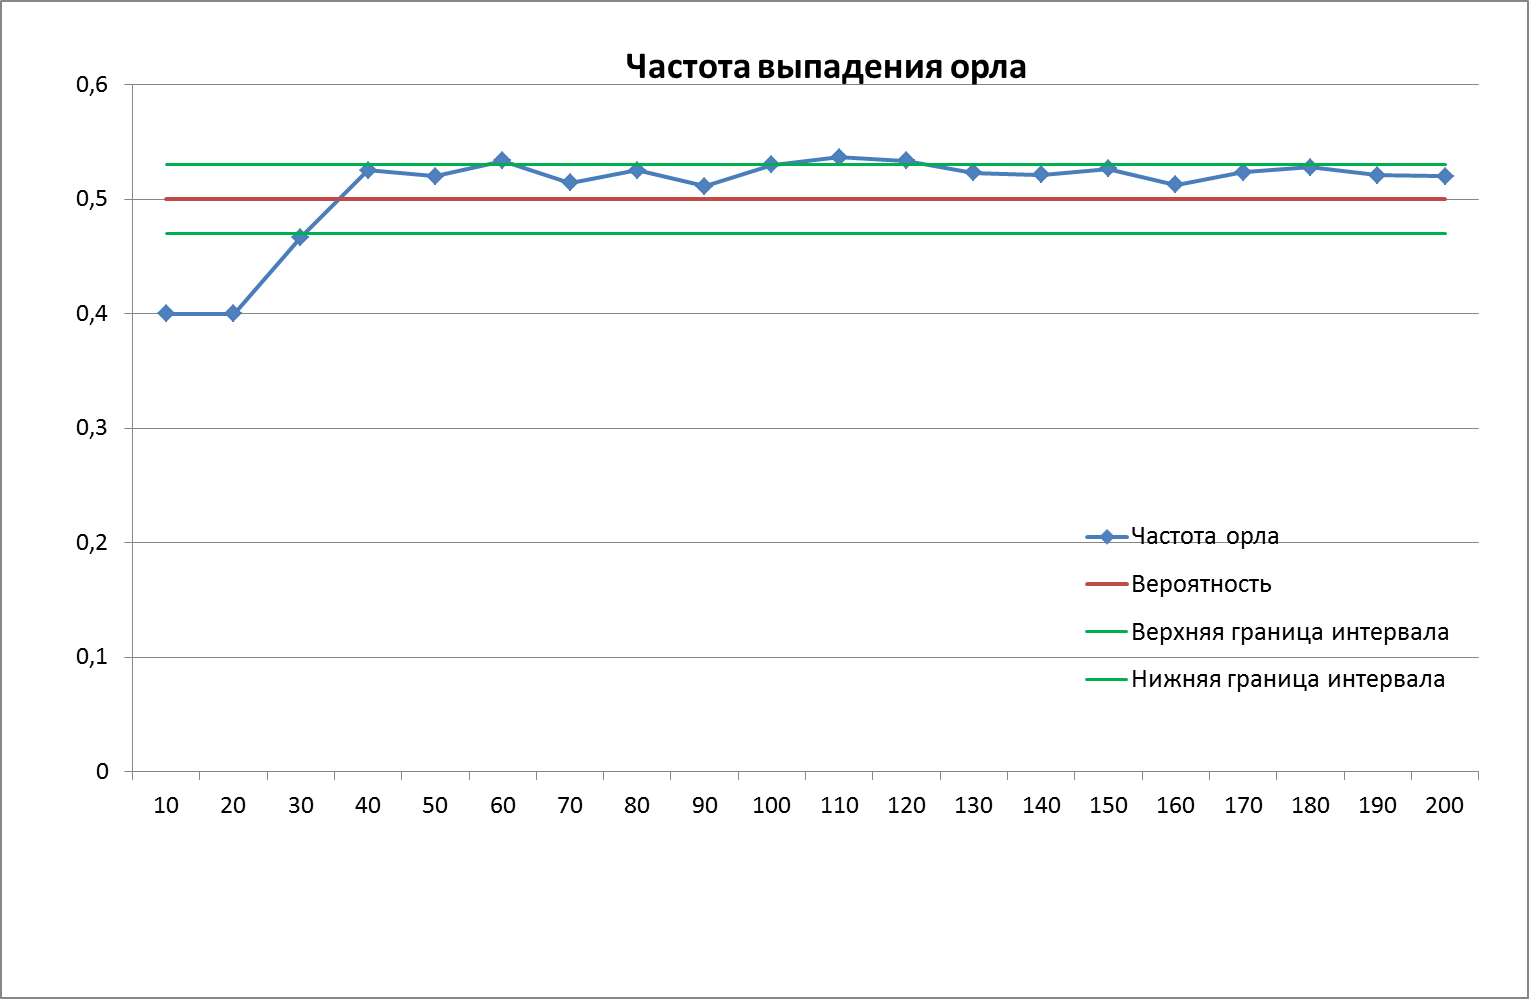 Частота выпадения орла
0,6
0,5
0,4
0,3
0,2
0,1
0
Частота орла
Вероятность
Верхняя граница интервала
Нижняя граница интервала
10 20 30 40 50 60 70 80 90 100 110 120 130 140 150 160 170 180 190 200